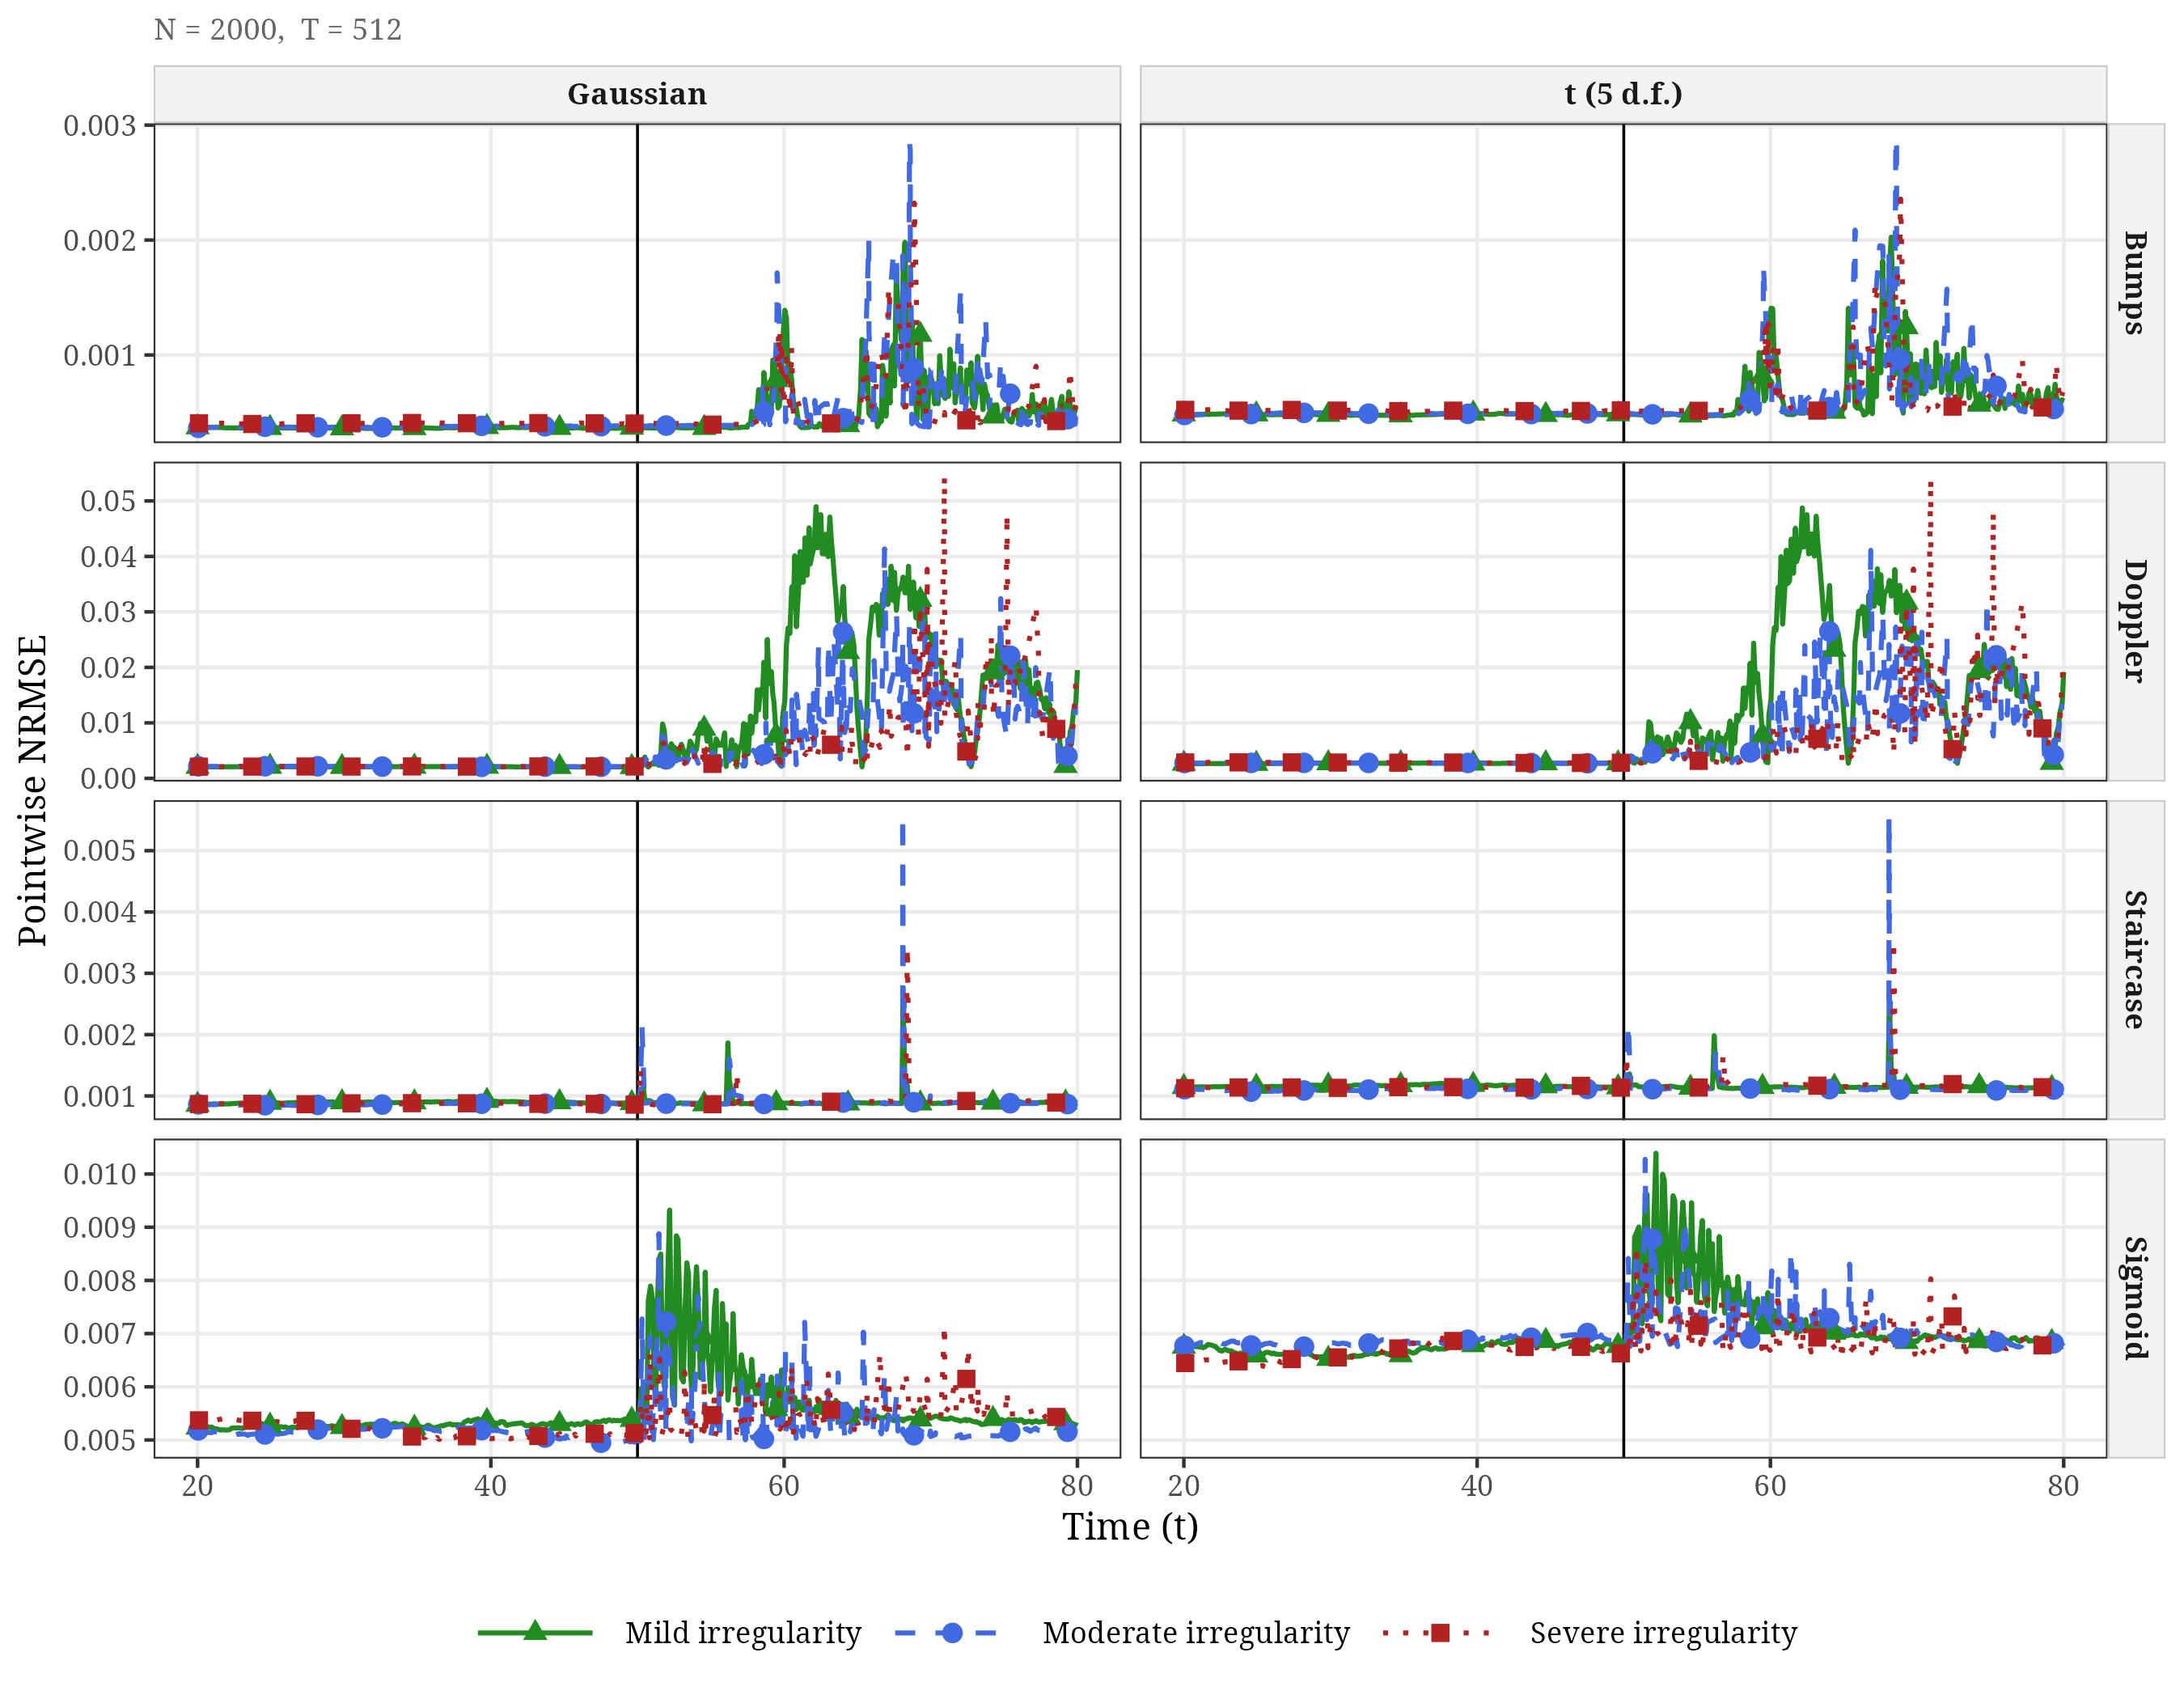 N = 2000,  T = 512
Gaussian
t (5 d.f.)
0.003
0.002
0.001
Bumps
0.05
0.04
0.03
0.02
0.01
0.00
Doppler
0.005
0.004
0.003
0.002
0.001
Staircase
0.010
0.009
0.008
0.007
0.006
0.005
Sigmoid
Pointwise NRMSE
20 40 60 80
20 40 60 80
Time (t)
Mild irregularity
Moderate irregularity
Severe irregularity